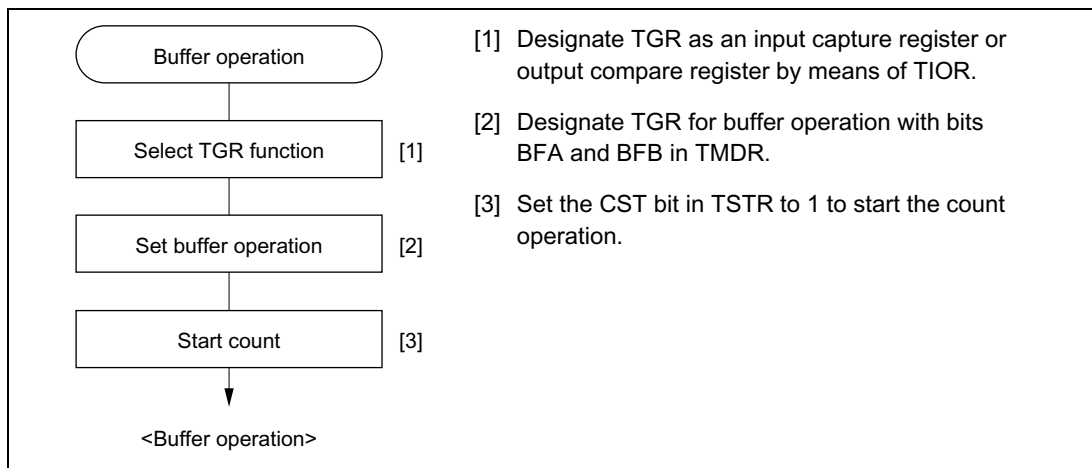 Buffer operation
Select TGR function [1]
Set buffer operation [2]
Start count [3]
<Buffer operation>
[1] Designate TGR as an input capture register or
output compare register by means of TIOR.
[2] Designate TGR for buffer operation with bits
BFA and BFB in TMDR.
[3] Set the CST bit in TSTR to 1 to start the count
operation.